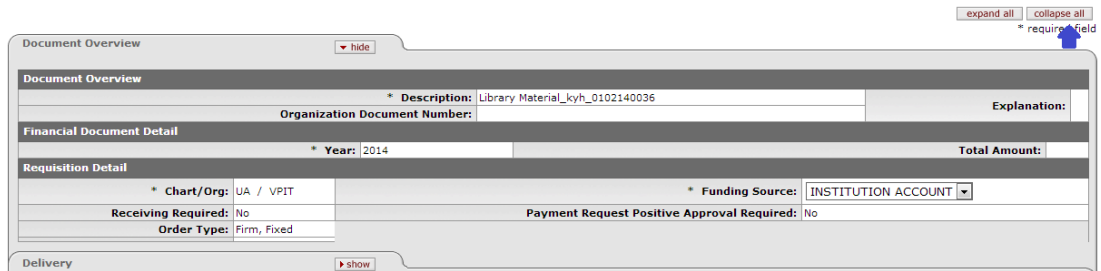 expand all collapse all
* required field
Document Overview hide
Document Overview
* Description: Library Material_kyh_0102140036 Explanation:
Organization Document Number:
Financial Document Detail
* Year: 2014 Total Amount:
Requisition Detail
* Chart/Org: UA / VPIT * Funding Source: INSTITUTION ACCOUNT
Receiving Required: No Payment Request Positive Approval Required: No
Order Type: Firm, Fixed
Delivery show